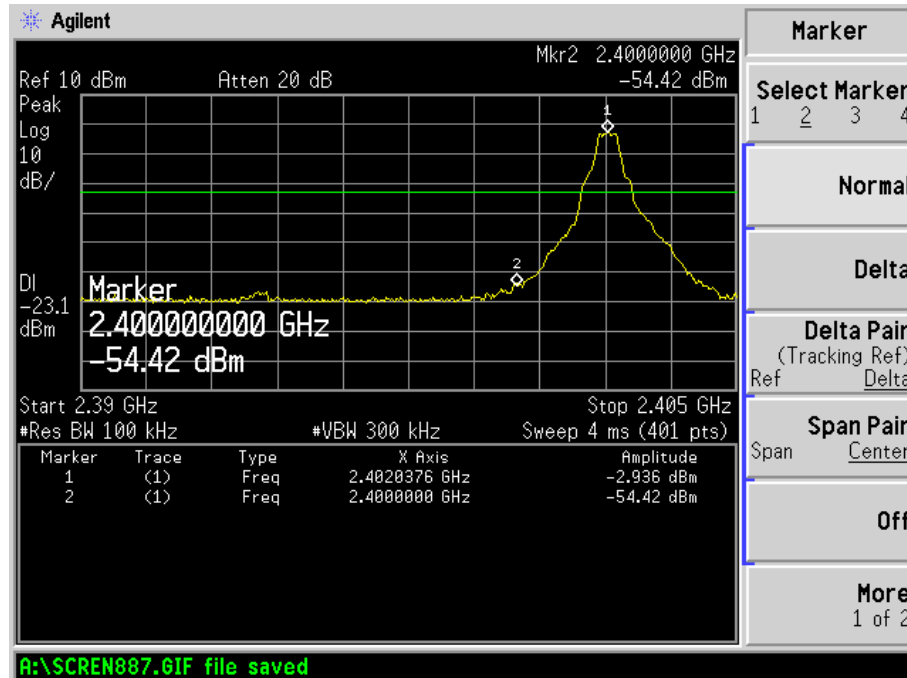 Agilent
Mkr2 2.4000000 GHz
Ref 10 dBm Atten 20 dB -54.42 dBm
Peak
Log
10
dB/
1
2
DI
-23.1
dBm
Marker
2.400000000 GHz
-54.42 dBm
Start 2.39 GHz Stop 2.405 GHz
#Res BW 100 kHz #VBW 300 kHz Sweep 4 ms (401 pts)
Marker Trace Type X Axis Amplitude
1 (1) Freq 2.4020376 GHz -2.936 dBm
2 (1) Freq 2.4000000 GHz -54.42 dBm
A:\SCREN887.GIF file saved
Marker
Select Marker
1 2 3 4
Normal
Delta
Delta Pair
(Tracking Ref)
Ref Delta
Span Pair
Span Center
Off
More
1 of 2